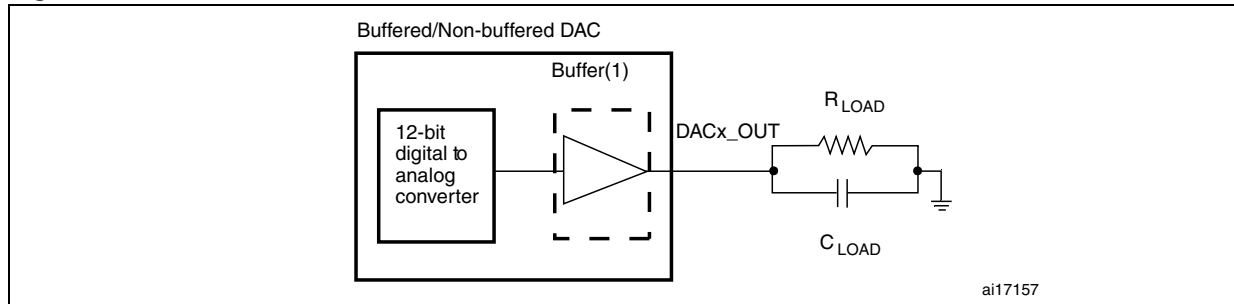 Buffered/Non-buffered DAC
Buffer(1)
12-bit
digital to
analog
converter
DACx_OUT
RLOAD
CLOAD
ai17157